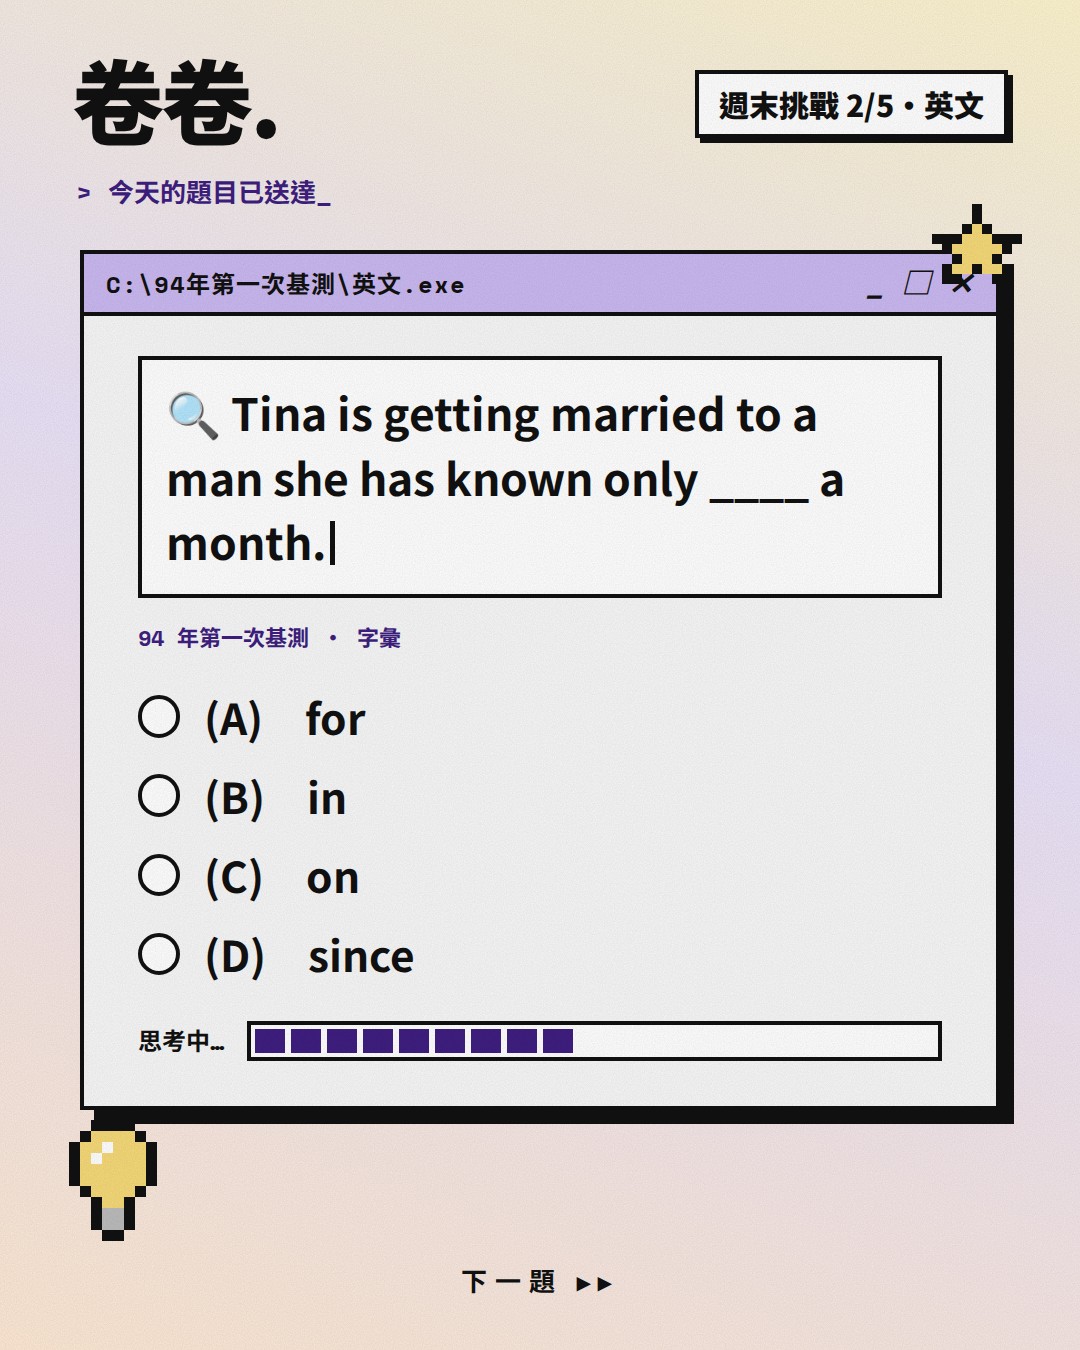 卷卷.
週末挑戰 2/5・英文
> 今天的題目已送達_
C:\94年第一次基測\英文.exe
🔍 Tina is getting married to a
man she has known only ____ a
month.
94 年第一次基測 ・ 字彙
(A) for
(B) in
(C) on
(D) since
思考中…
下一題 ▶▶